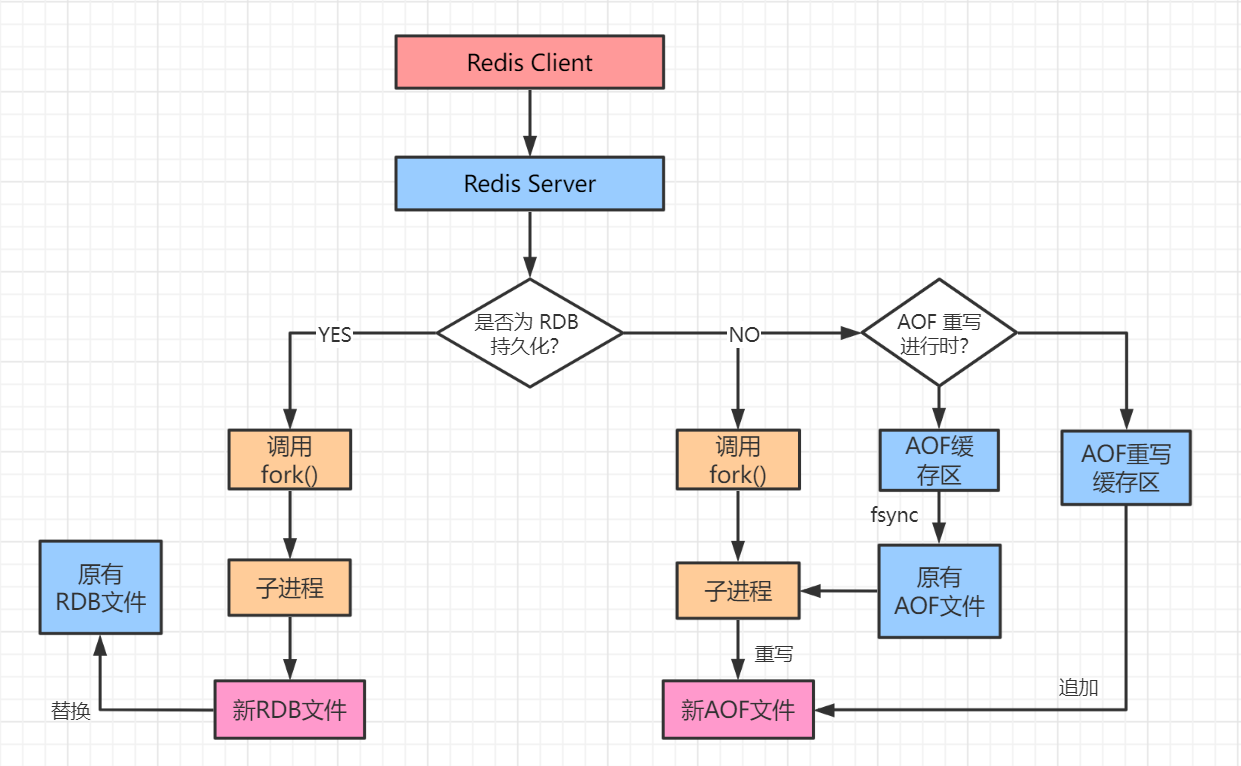 Redis Client
Redis Server
是否为 RDB
持久化?
YES
NO
AOF 重写
进行时?
调用
fork()
调用
fork()
AOF缓
存区
AOF重写
缓存区
fsync
原有
RDB文件
子进程
子进程
原有
AOF文件
重写
替换
新RDB文件
新AOF文件
追加